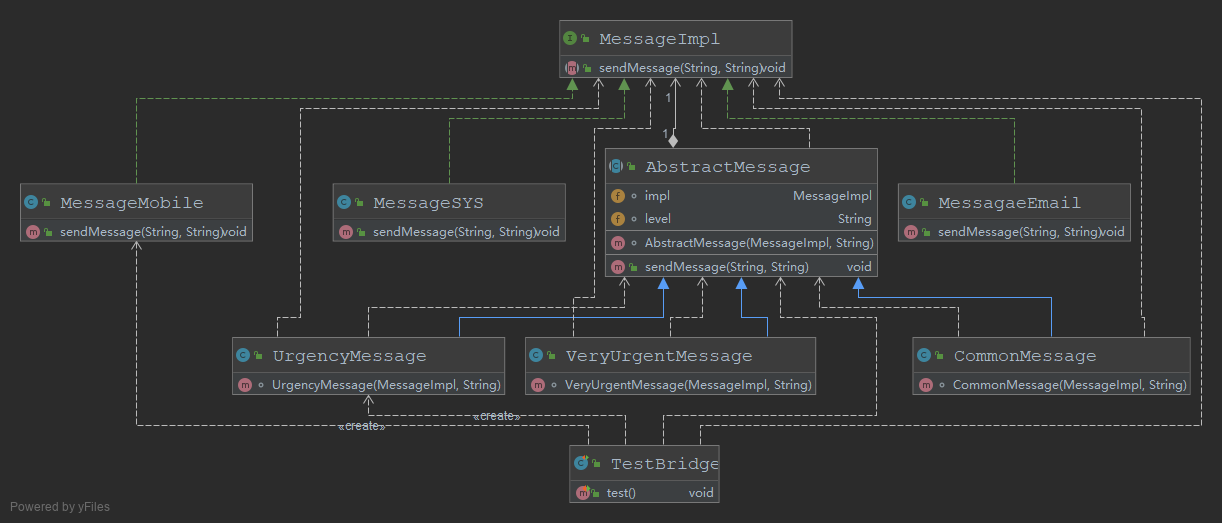 MessageImpl
sendMessage(String, String)void
1
1
AbstractMessage
impl MessageImpl
level String
AbstractMessage(MessageImpl, String)
sendMessage(String, String) void
MessageMobile
sendMessage(String, String)void
MessageSYS
sendMessage(String, String)void
MessagaeEmail
sendMessage(String, String)void
UrgencyMessage
UrgencyMessage(MessageImpl, String)
VeryUrgentMessage
VeryUrgentMessage(MessageImpl, String)
CommonMessage
CommonMessage(MessageImpl, String)
«create»
«create»
TestBridge
test() void
Powered by yFiles